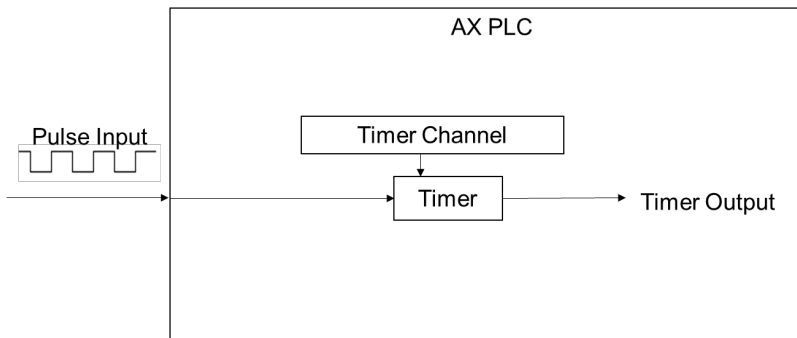 AX PLC
Pulse Input
Timer Channel
Timer
Timer Output